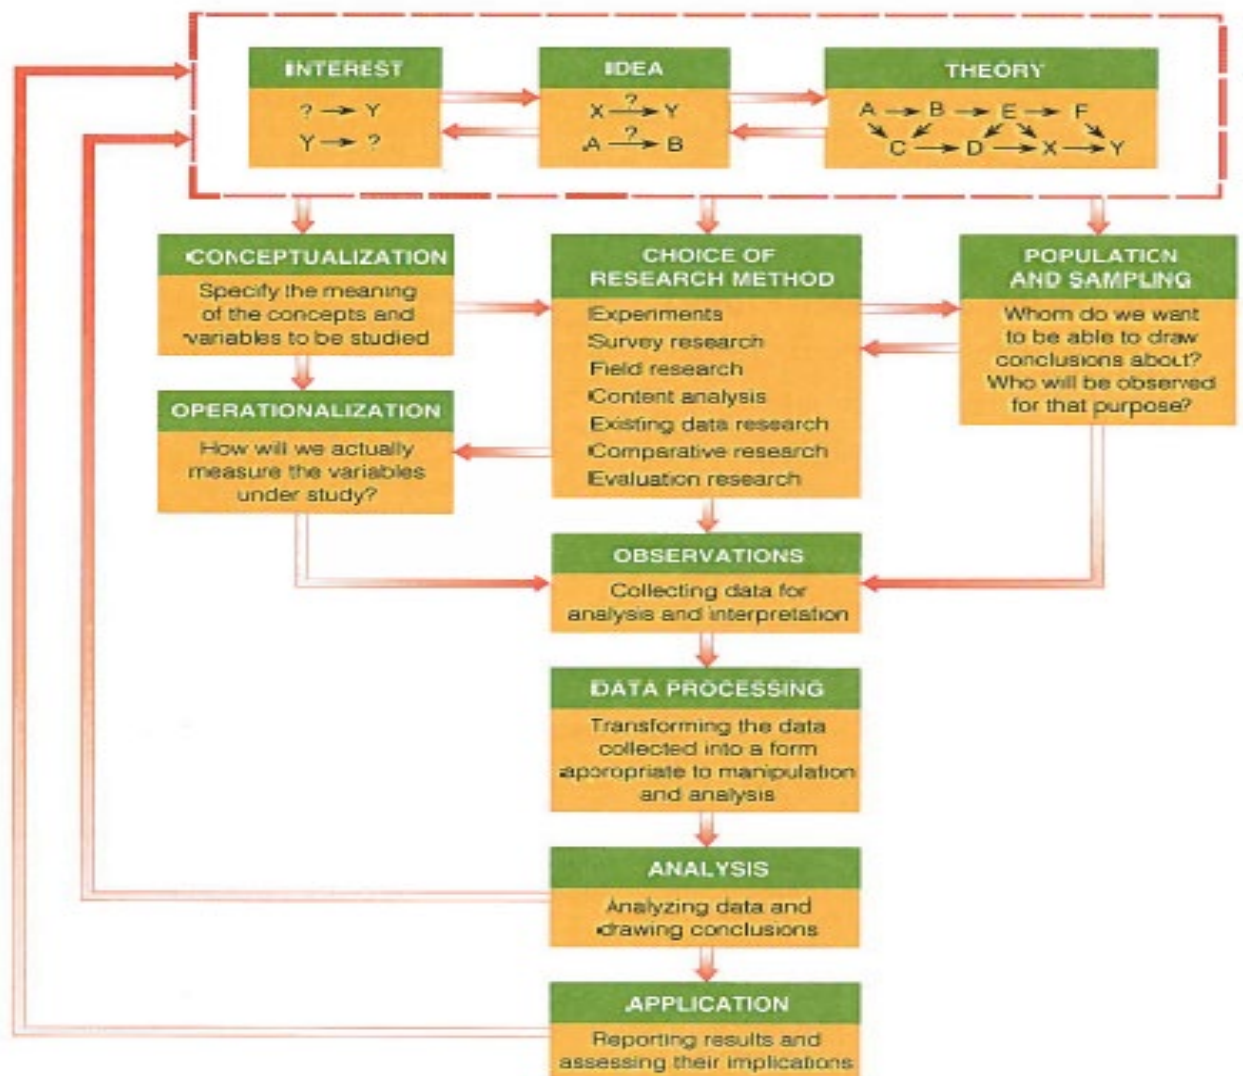 INTEREST
? → Y
Y → ?
IDEA
?
X → Y
?
A → B
THEORY
A → B → E → F
C → D → X → Y
CONCEPTUALIZATION
Specify the meaning
of the concepts and
variables to be studied
CHOICE OF
RESEARCH METHOD
Experiments
Survey research
Field research
Content analysis
Existing data research
Comparative research
Evaluation research
POPULATION
AND SAMPLING
Whom do we want
to be able to draw
conclusions about?
Who will be observed
for that purpose?
OPERATIONALIZATION
How will we actually
measure the variables
under study?
OBSERVATIONS
Collecting data for
analysis and interpretation
DATA PROCESSING
Transforming the data
collected into a form
appropriate to manipulation
and analysis
ANALYSIS
Analyzing data and
drawing conclusions
APPLICATION
Reporting results and
assessing their implications